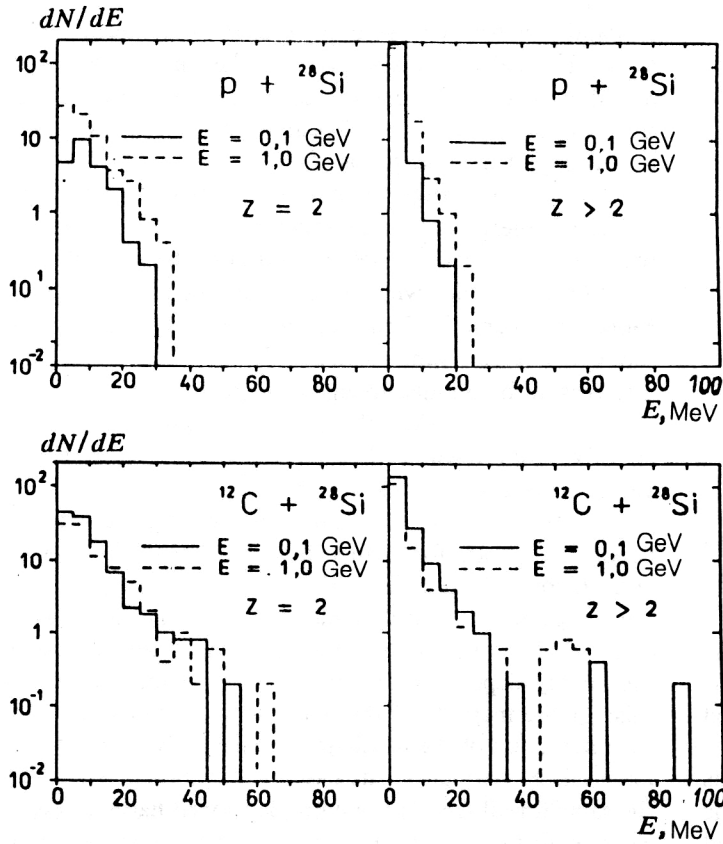 dN/dE
10²
10
1
10¹
10⁻²
p + ²⁸Si
E = 0,1 GeV
E = 1,0 GeV
Z = 2
0 20 40 60 80
p + ²⁸Si
E = 0,1 GeV
E = 1,0 GeV
Z > 2
0 20 40 60 80 100
E, MeV
dN/dE
10²
10
1
10⁻¹
10⁻²
¹²C + ²⁸Si
E = 0,1 GeV
E = 1,0 GeV
Z = 2
0 20 40 60 80
¹²C + ²⁸Si
E = 0,1 GeV
E = 1,0 GeV
Z > 2
0 20 40 60 80 100
E, MeV